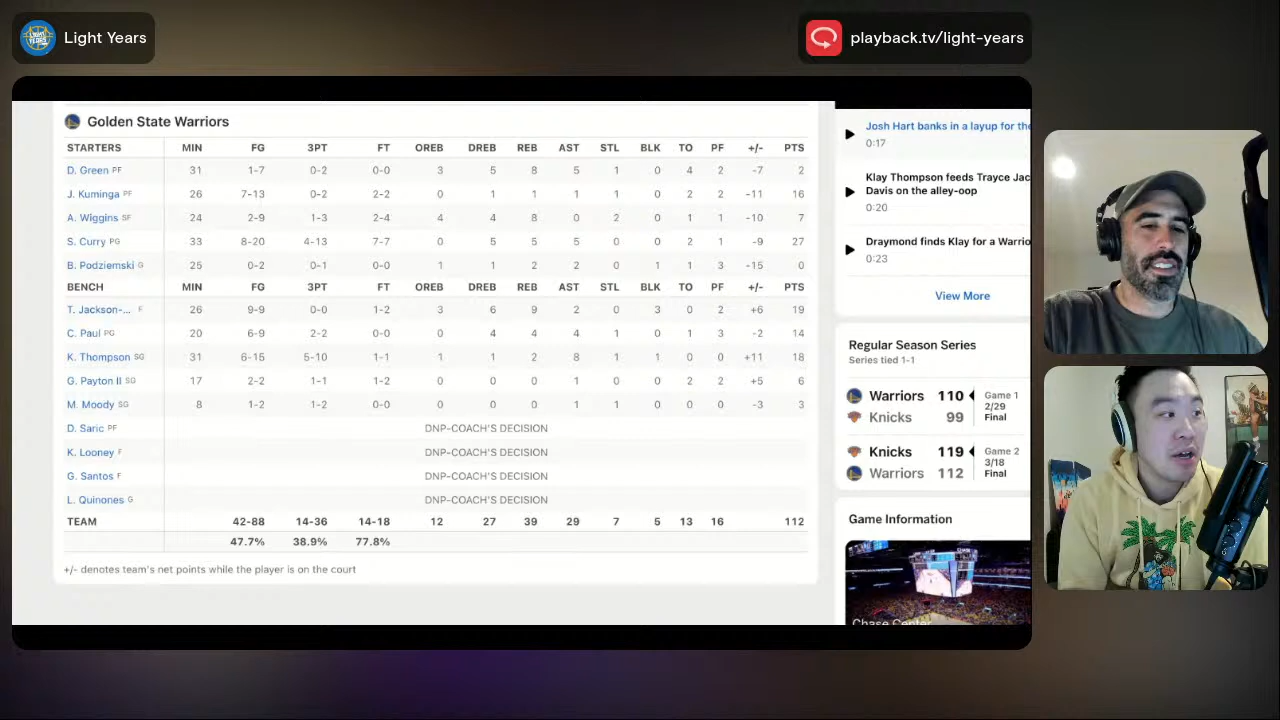 Light Years
playback.tv/light-years
Golden State Warriors
STARTERS MIN FG 3PT FT OREB DREB REB AST STL BLK TO PF +/- PTS
D. Green PF 31 1-7 0-2 0-0 3 5 8 5 1 0 4 2 -7 2
J. Kuminga PF 26 7-13 0-2 2-2 0 1 1 1 1 0 2 2 -11 16
A. Wiggins SF 24 2-9 1-3 2-4 4 4 8 0 2 0 1 1 -10 7
S. Curry PG 33 8-20 4-13 7-7 0 5 5 5 0 0 2 1 -9 27
B. Podziemski G 25 0-2 0-1 0-0 1 1 2 2 0 1 1 3 -15 0
BENCH MIN FG 3PT FT OREB DREB REB AST STL BLK TO PF +/- PTS
T. Jackson-... F 26 9-9 0-0 1-2 3 6 9 2 0 3 0 2 +6 19
C. Paul PG 20 6-9 2-2 0-0 0 4 4 4 1 0 1 3 -2 14
K. Thompson SG 31 6-15 5-10 1-1 1 1 2 8 1 1 0 0 +11 18
G. Payton II SG 17 2-2 1-1 1-2 0 0 0 1 0 0 2 2 +5 6
M. Moody SG 8 1-2 1-2 0-0 0 0 0 1 1 0 0 0 -3 3
D. Saric PF DNP-COACH'S DECISION
K. Looney F DNP-COACH'S DECISION
G. Santos F DNP-COACH'S DECISION
L. Quinones G DNP-COACH'S DECISION
TEAM 42-88 14-36 14-18 12 27 39 29 7 5 13 16 112
47.7% 38.9% 77.8%
+/- denotes team's net points while the player is on the court
Josh Hart banks in a layup for the
0:17
Klay Thompson feeds Trayce Jac
Davis on the alley-oop
0:20
Draymond finds Klay for a Warrio
0:23
View More
Regular Season Series
Series tied 1-1
Warriors 110 Game 1
2/29
Knicks 99 Final
Knicks 119 Game 2
3/18
Warriors 112 Final
Game Information
Chase Center